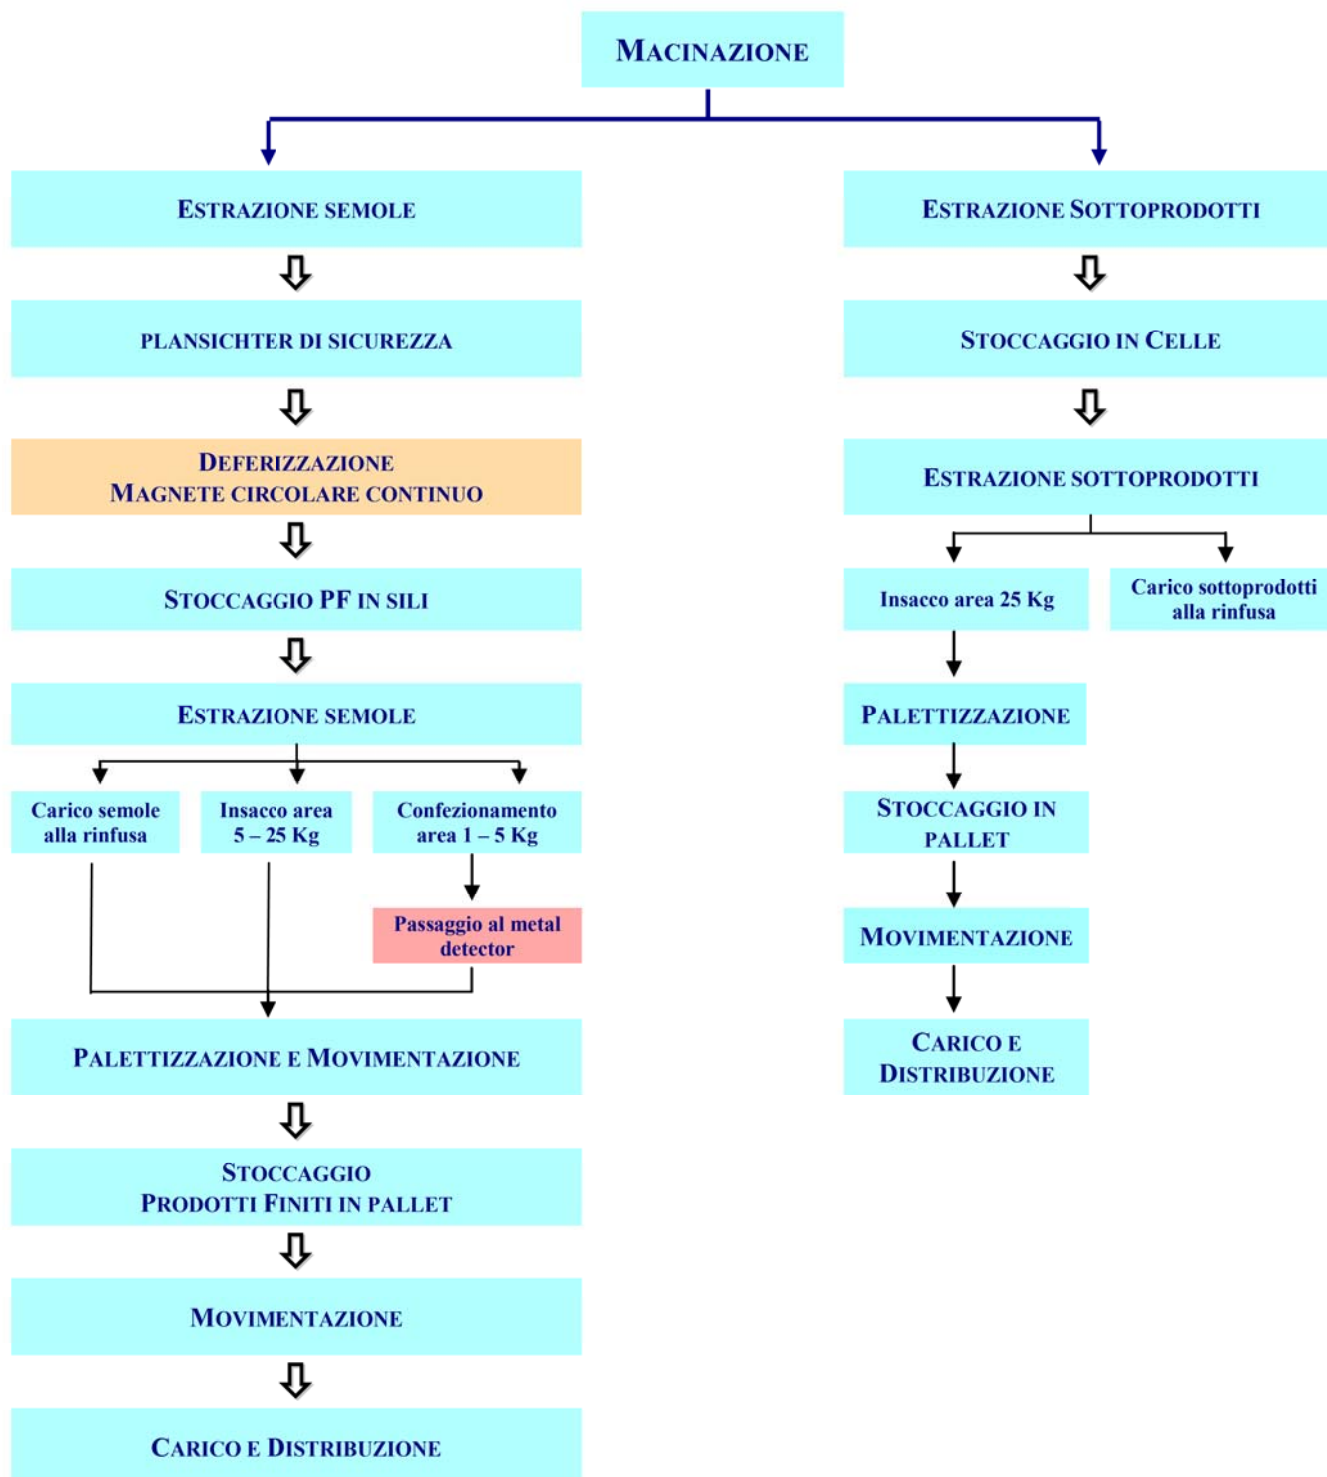 MACINAZIONE
ESTRAZIONE SEMOLE
PLANSICHTER DI SICUREZZA
DEFERIZZAZIONE
MAGNETE CIRCOLARE CONTINUO
STOCCAGGIO PF IN SILI
ESTRAZIONE SEMOLE
Carico semole
alla rinfusa
Insacco area
5 – 25 Kg
Confezionamento
area 1 – 5 Kg
Passaggio al metal
detector
PALETTIZZAZIONE E MOVIMENTAZIONE
STOCCAGGIO
PRODOTTI FINITI IN PALLET
MOVIMENTAZIONE
CARICO E DISTRIBUZIONE
ESTRAZIONE SOTTOPRODOTTI
STOCCAGGIO IN CELLE
ESTRAZIONE SOTTOPRODOTTI
Insacco area 25 Kg
Carico sottoprodotti
alla rinfusa
PALETTIZZAZIONE
STOCCAGGIO IN
PALLET
MOVIMENTAZIONE
CARICO E
DISTRIBUZIONE